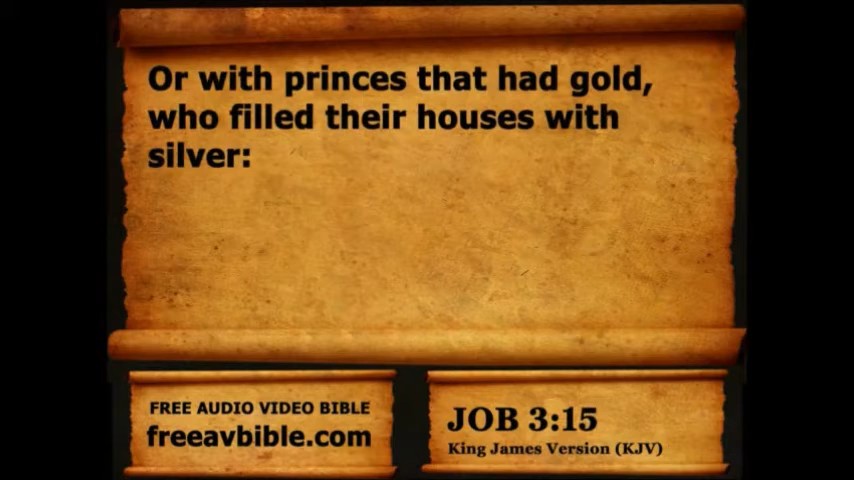 Or with princes that had gold,
who filled their houses with
silver:
FREE AUDIO VIDEO BIBLE
freeavbible.com
JOB 3:15
King James Version (KJV)